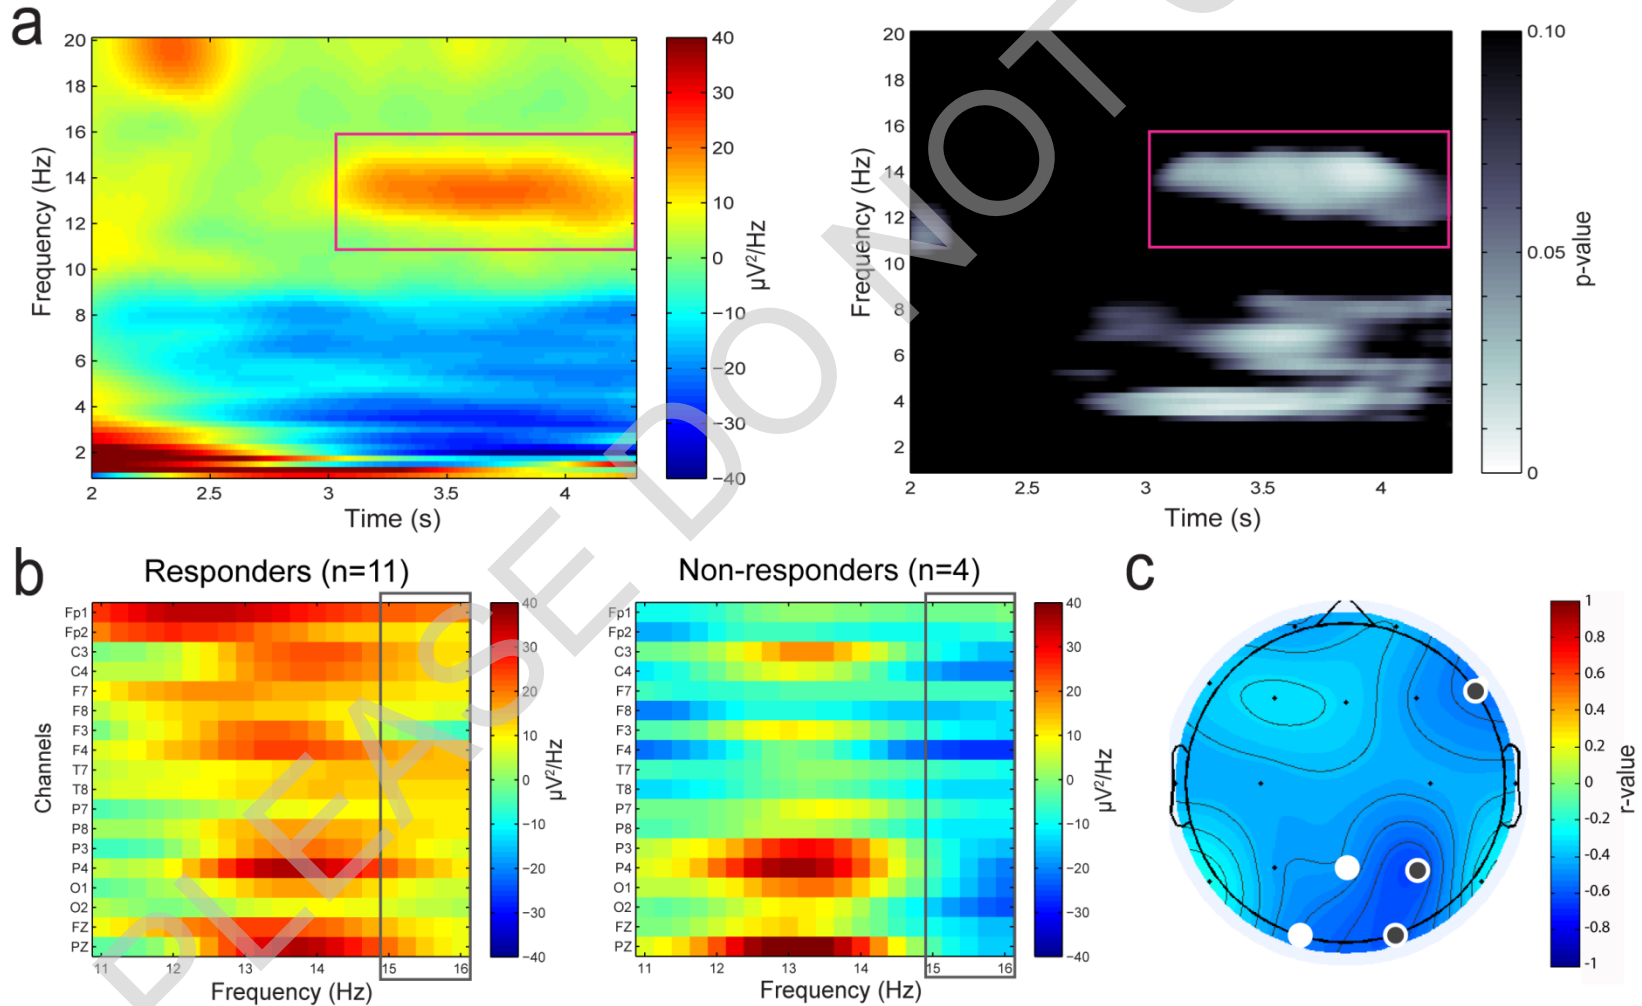 a
20
18
16
14
12
10
8
6
4
2
2 2.5 3 3.5 4
Time (s)
Frequency (Hz)
40
30
20
10
0
−10
−20
−30
−40
µV²/Hz
20
18
16
14
12
10
8
6
4
2
2 2.5 3 3.5 4
Time (s)
Frequency (Hz)
0.10
0.05
0
p-value
b
Responders (n=11)
Channels
Fp1
Fp2
C3
C4
F7
F8
F3
F4
T7
T8
P7
P8
P3
P4
O1
O2
FZ
PZ
11 12 13 14 15 16
Frequency (Hz)
40
30
20
10
0
−10
−20
−30
−40
µV²/Hz
Non-responders (n=4)
Fp1
Fp2
C3
C4
F7
F8
F3
F4
T7
T8
P7
P8
P3
P4
O1
O2
FZ
PZ
11 12 13 14 15 16
Frequency (Hz)
40
30
20
10
0
−10
−20
−30
−40
µV²/Hz
c
1
0.8
0.6
0.4
0.2
0
-0.2
-0.4
-0.6
-0.8
-1
r-value
PLEASE DO NOT